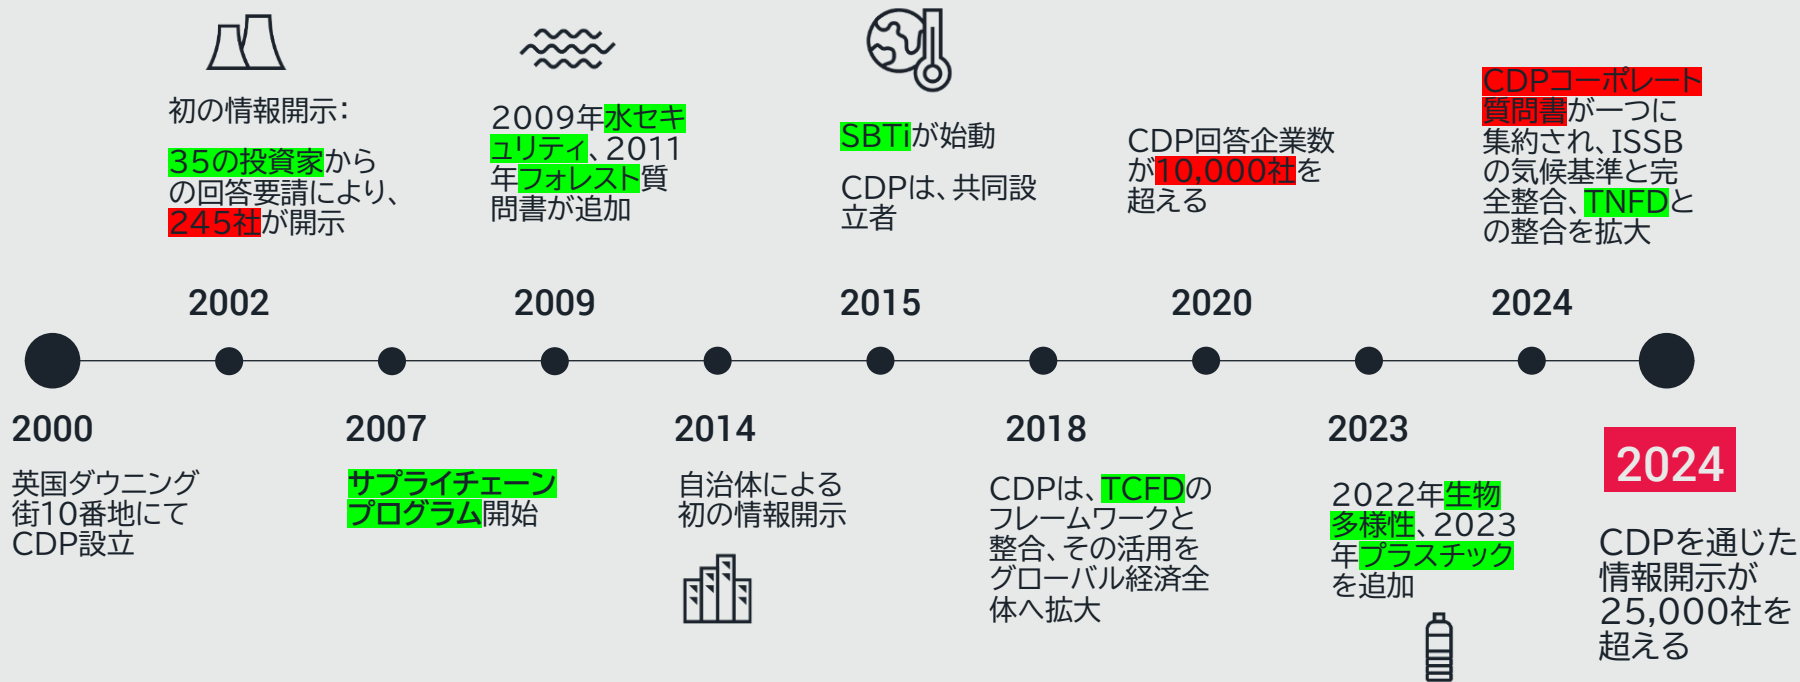 初の情報開示：
35の投資家から
の回答要請により、
245社が開示
2002
2009年水セキ
ュリティ、2011
年フォレスト質
問書が追加
2009
SBTiが始動
CDPは、共同設
立者
2015
CDP回答企業数
が10,000社を
超える
2020
CDPコーポレート
質問書が一つに
集約され、ISSB
の気候基準と完
全整合、TNFDと
の整合を拡大
2024
2000
英国ダウニング
街10番地にて
CDP設立
2007
サプライチェーン
プログラム開始
2014
自治体による
初の情報開示
2018
CDPは、TCFDの
フレームワークと
整合、その活用を
グローバル経済全
体へ拡大
2023
2022年生物
多様性、2023
年プラスチック
を追加
2024
CDPを通じた
情報開示が
25,000社を
超える